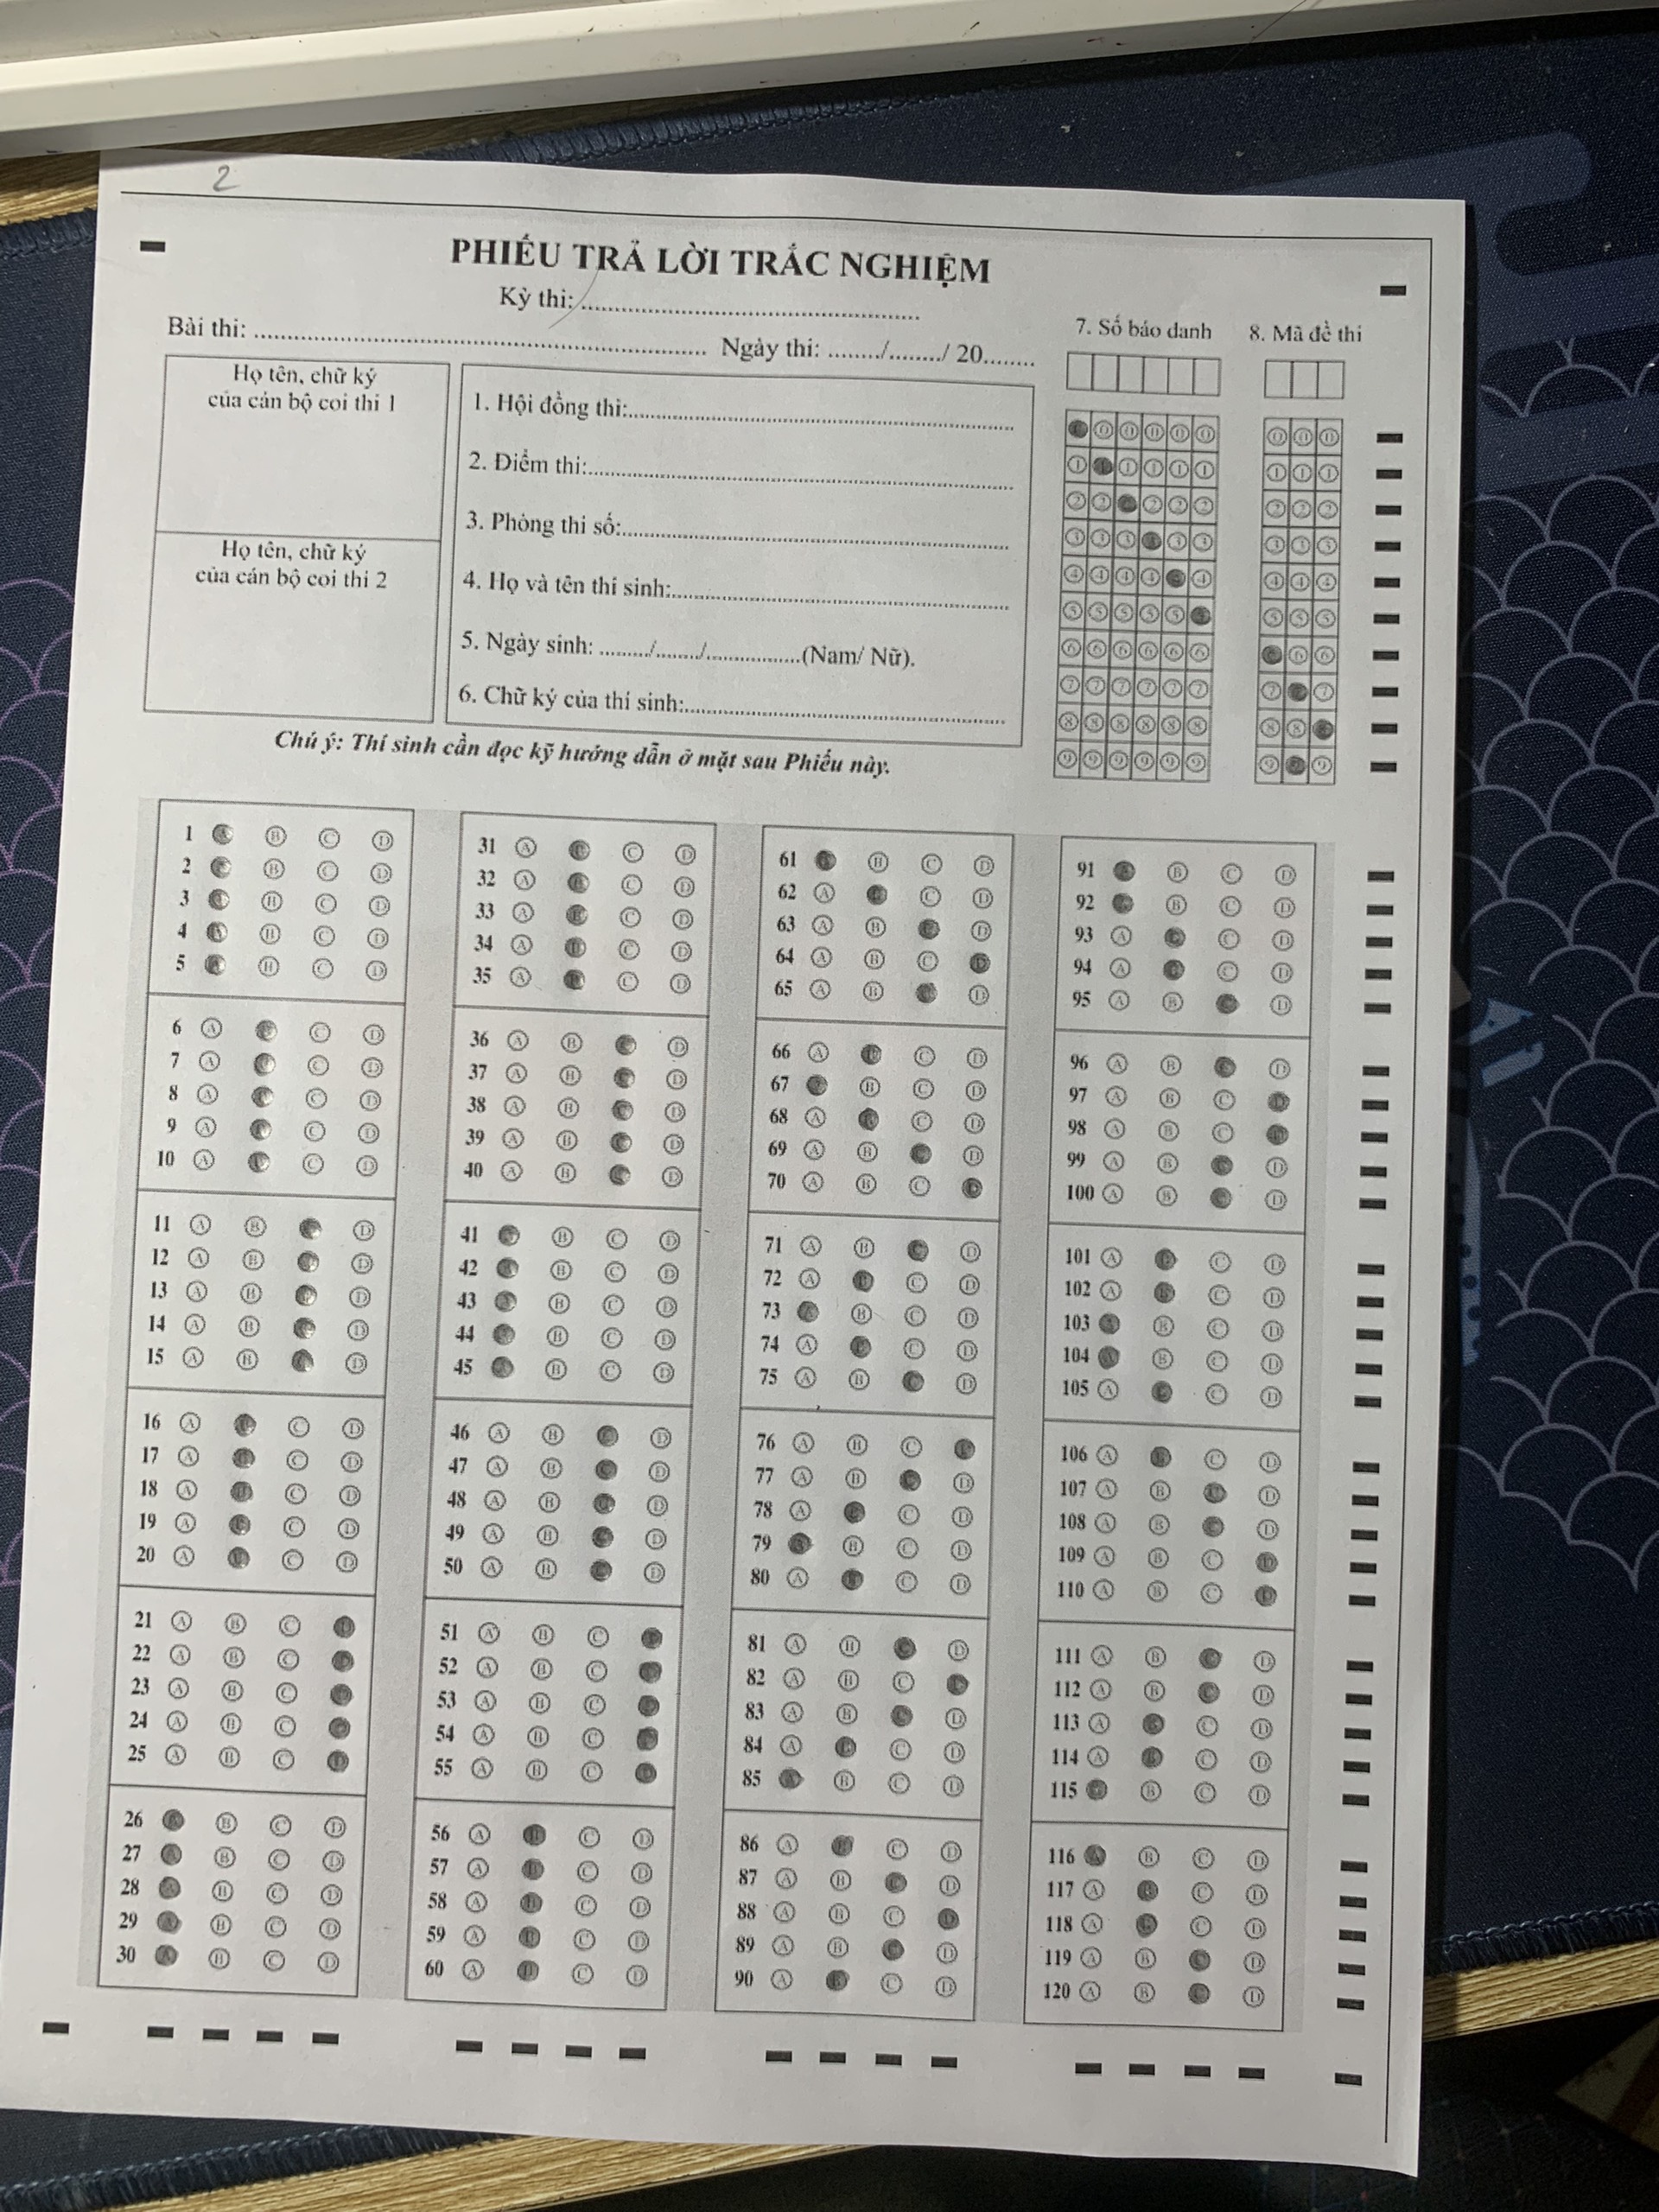 2
PHIẾU TRẢ LỜI TRẮC NGHIỆM
Kỳ thi: ................................................
Bài thi: ................................................................ Ngày thi: ......../......../ 20........
Họ tên, chữ ký
của cán bộ coi thi 1
Họ tên, chữ ký
của cán bộ coi thi 2
1. Hội đồng thi:........................................................
2. Điểm thi:........................................................
3. Phòng thi số:........................................................
4. Họ và tên thí sinh:........................................................
5. Ngày sinh: ........./......../................(Nam/ Nữ).
6. Chữ ký của thí sinh:........................................................
7. Số báo danh
0 0 0 0 0
1 1 1 1 1
2 2 2 2 2
3 3 3 3 3
4 4 4 4 4
5 5 5 5 5
6 6 6 6 6 6
7 7 7 7 7 7
8 8 8 8 8 8
9 9 9 9 9 9
8. Mã đề thi
0 0 0
1 1 1
2 2 2
3 3 3
4 4 4
5 5 5
6 6
7 7
8 8
9 9
Chú ý: Thí sinh cần đọc kỹ hướng dẫn ở mặt sau Phiếu này.
1 A B C D
2 B C D
3 B C D
4 A B C D
5 A B C D
6 A C D
7 A C D
8 A C D
9 A C D
10 A C D
11 A B D
12 A B D
13 A B D
14 A B D
15 A B D
16 A C D
17 A C D
18 A B C D
19 A C D
20 A C D
21 A B C D
22 A B C D
23 A B C
24 A B C
25 A B C D
26 B C D
27 A B C D
28 A B C D
29 A B C D
30 A B C D
31 A C D
32 A B C D
33 A C D
34 A C D
35 A C D
36 A B D
37 A B C D
38 A B C D
39 A B C D
40 A B D
41 B C D
42 A B C D
43 B C D
44 B C D
45 B C D
46 A B D
47 A B C D
48 A B D
49 A B D
50 A B D
51 A B C
52 A B C
53 A B C
54 A B C
55 A B C D
56 A C D
57 A C D
58 A B C D
59 A C D
60 A C D
61 B C D
62 A C D
63 A B D
64 A B C
65 A B D
66 A C D
67 B C D
68 A C D
69 A B D
70 A B C
71 A B C D
72 A C D
73 A B C D
74 A C D
75 A B C D
76 A B C
77 A B C D
78 A C D
79 B C D
80 A B C D
81 A B C D
82 A B C
83 A B D
84 A C D
85 A B C D
86 A C D
87 A B C D
88 A B C D
89 A B C D
90 A C D
91 B C D
92 B C D
93 A C D
94 A C D
95 A B D
96 A B D
97 A B C D
98 A B C D
99 A B C D
100 A B C D
101 A C D
102 A B C D
103 A B C D
104 A B C D
105 A C D
106 A C D
107 A B D
108 A B C D
109 A B C D
110 A B C D
111 A B C D
112 A B C D
113 A C D
114 A B C D
115 B C D
116 A B C D
117 A B C D
118 A C D
119 A B C D
120 A B C D